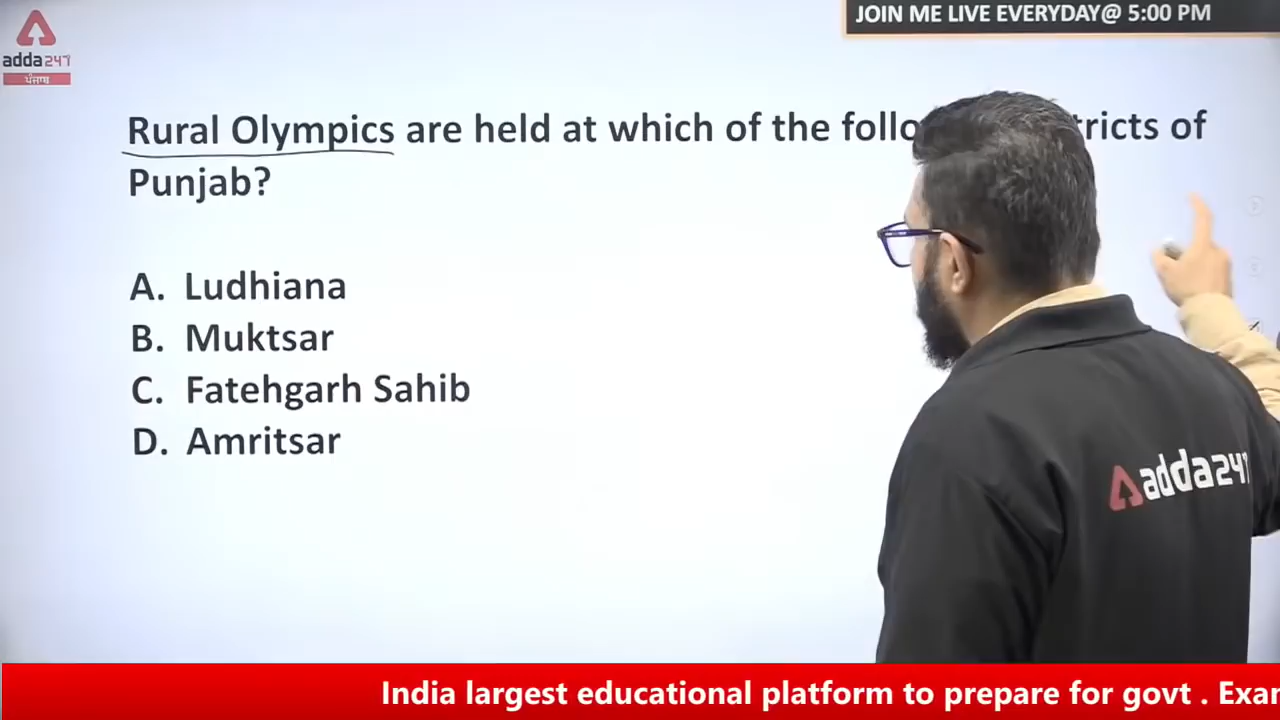 JOIN ME LIVE EVERYDAY@ 5:00 PM
adda247
ਪੰਜਾਬ
Rural Olympics are held at which of the follo tricts of
Punjab?
A. Ludhiana
B. Muktsar
C. Fatehgarh Sahib
D. Amritsar
adda247
India largest educational platform to prepare for govt . Exar